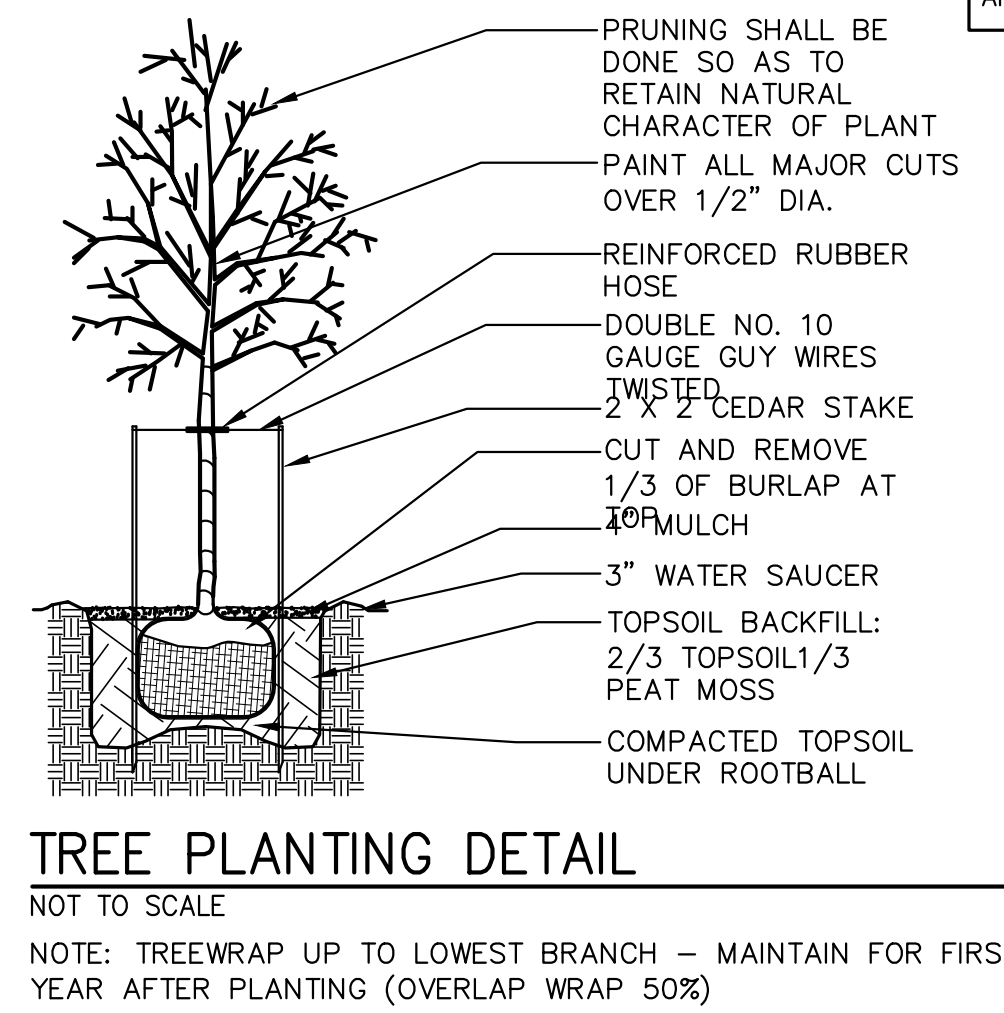 PRUNING SHALL BE
DONE SO AS TO
RETAIN NATURAL
CHARACTER OF PLANT
PAINT ALL MAJOR CUTS
OVER 1/2" DIA.
REINFORCED RUBBER
HOSE
DOUBLE NO. 10
GAUGE GUY WIRES
TWISTED
2 X 2 CEDAR STAKE
CUT AND REMOVE
1/3 OF BURLAP AT
TOP
4" MULCH
3" WATER SAUCER
TOPSOIL BACKFILL:
2/3 TOPSOIL1/3
PEAT MOSS
COMPACTED TOPSOIL
UNDER ROOTBALL
TREE PLANTING DETAIL
NOT TO SCALE
NOTE: TREEWRAP UP TO LOWEST BRANCH – MAINTAIN FOR FIRS
YEAR AFTER PLANTING (OVERLAP WRAP 50%)